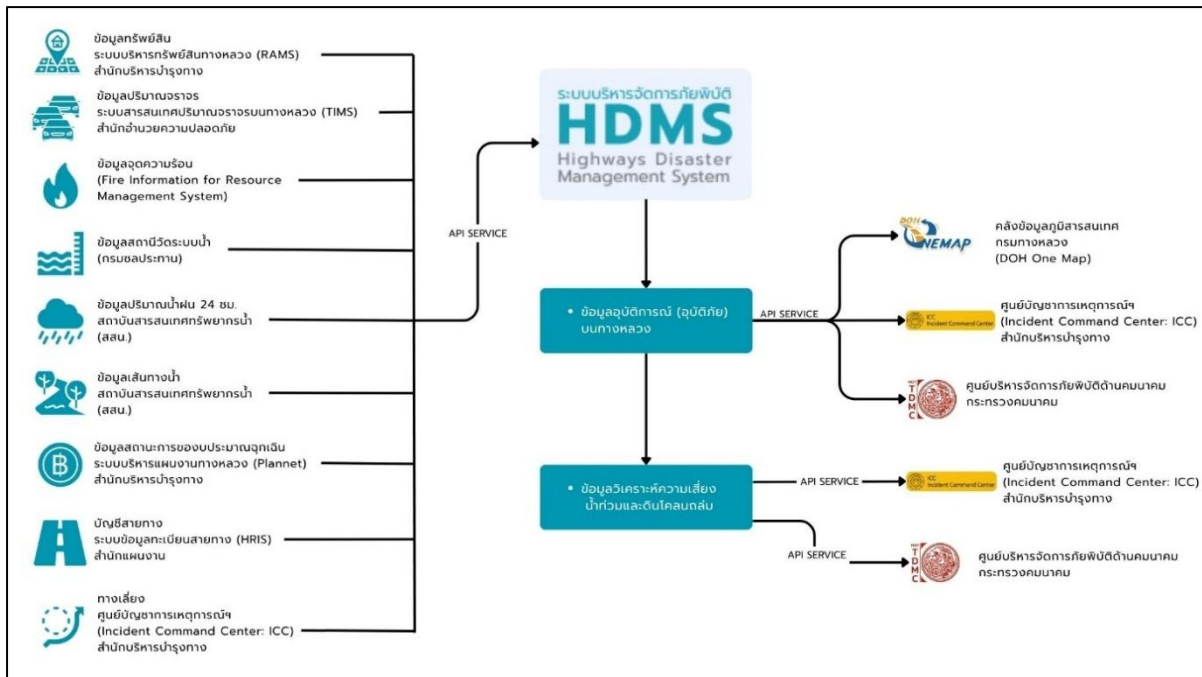 ข้อมูลทรัพย์สิน
ระบบบริหารทรัพย์สินทางหลวง (RAMS)
สำนักบริหารบำรุงทาง
ข้อมูลปริมาณจราจร
ระบบสารสนเทศปริมาณจราจรบนทางหลวง (TIMS)
สำนักอำนวยความปลอดภัย
ข้อมูลจุดความร้อน
(Fire Information for Resource
Management System)
ข้อมูลสถานีวัดระบบน้ำ
(กรมชลประทาน)
ข้อมูลปริมาณน้ำฝน 24 ชม.
สถาบันสารสนเทศทรัพยากรน้ำ
(สสน.)
ข้อมูลเส้นทางน้ำ
สถาบันสารสนเทศทรัพยากรน้ำ
(สสน.)
ข้อมูลสถานะการของบประมาณฉุกเฉิน
ระบบบริหารแผนงานทางหลวง (Plannet)
สำนักบริหารบำรุงทาง
บัญชีสายทาง
ระบบข้อมูลทะเบียนสายทาง (HRIS)
สำนักแผนงาน
ทางเลี่ยง
ศูนย์บัญชาการเหตุการณ์ฯ
(Incident Command Center: ICC)
สำนักบริหารบำรุงทาง
API SERVICE
ระบบบริหารจัดการภัยพิบัติ
HDMS
Highways Disaster
Management System
• ข้อมูลอุบัติการณ์ (อุบัติภัย)
บนทางหลวง
API SERVICE
DOH
ONEMAP
คลังข้อมูลภูมิสารสนเทศ
กรมทางหลวง
(DOH One Map)
ICC
Incident Command Center
ศูนย์บัญชาการเหตุการณ์ฯ
(Incident Command Center: ICC)
สำนักบริหารบำรุงทาง
TDMC
ศูนย์บริหารจัดการภัยพิบัติด้านคมนาคม
กระทรวงคมนาคม
• ข้อมูลวิเคราะห์ความเสี่ยง
น้ำท่วมและดินโคลนถล่ม
API SERVICE
ICC
Incident Command Center
ศูนย์บัญชาการเหตุการณ์ฯ
(Incident Command Center: ICC)
สำนักบริหารบำรุงทาง
API SERVICE
TDMC
ศูนย์บริหารจัดการภัยพิบัติด้านคมนาคม
กระทรวงคมนาคม